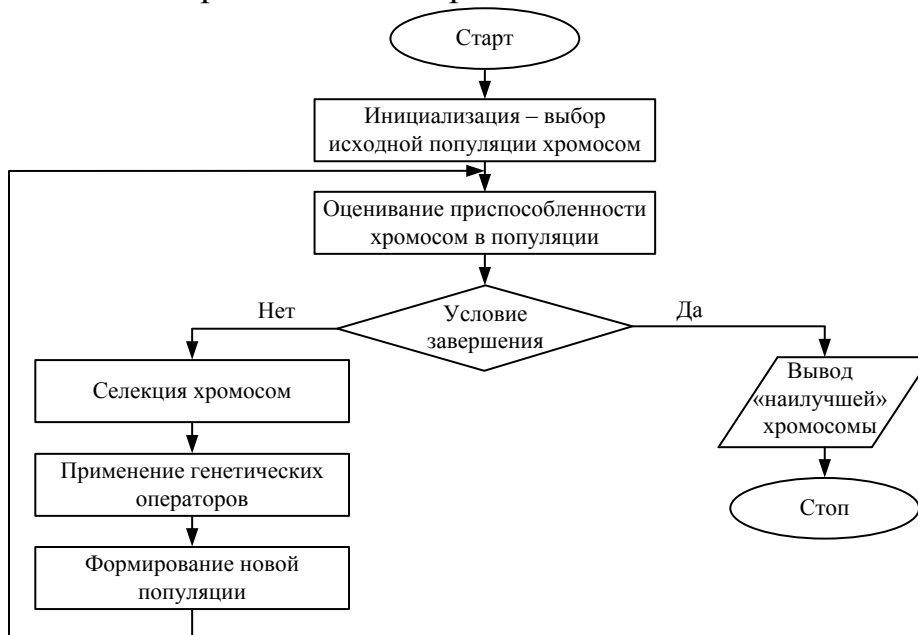 Старт
Инициализация – выбор
исходной популяции хромосом
Оценивание приспособленности
хромосом в популяции
Условие
завершения
Нет
Да
Селекция хромосом
Применение генетических
операторов
Формирование новой
популяции
Вывод
«наилучшей»
хромосомы
Стоп